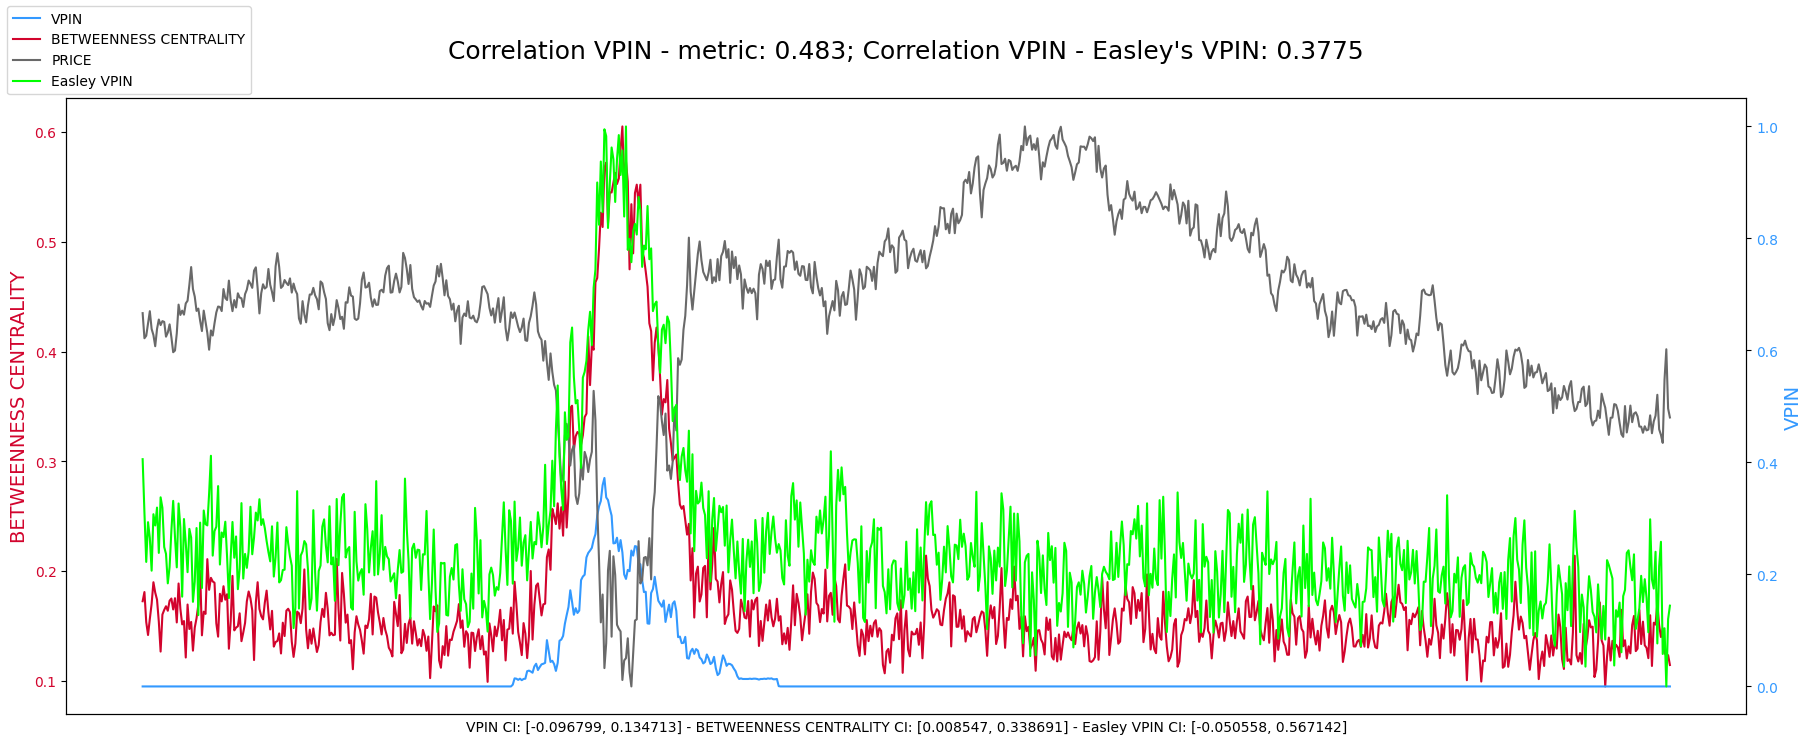 VPIN
BETWEENNESS CENTRALITY
PRICE
Easley VPIN
Correlation VPIN - metric: 0.483; Correlation VPIN - Easley's VPIN: 0.3775
BETWEENNESS CENTRALITY
0.6
0.5
0.4
0.3
0.2
0.1
1.0
0.8
0.6
0.4
0.2
0.0
VPIN
VPIN CI: [-0.096799, 0.134713] - BETWEENNESS CENTRALITY CI: [0.008547, 0.338691] - Easley VPIN CI: [-0.050558, 0.567142]